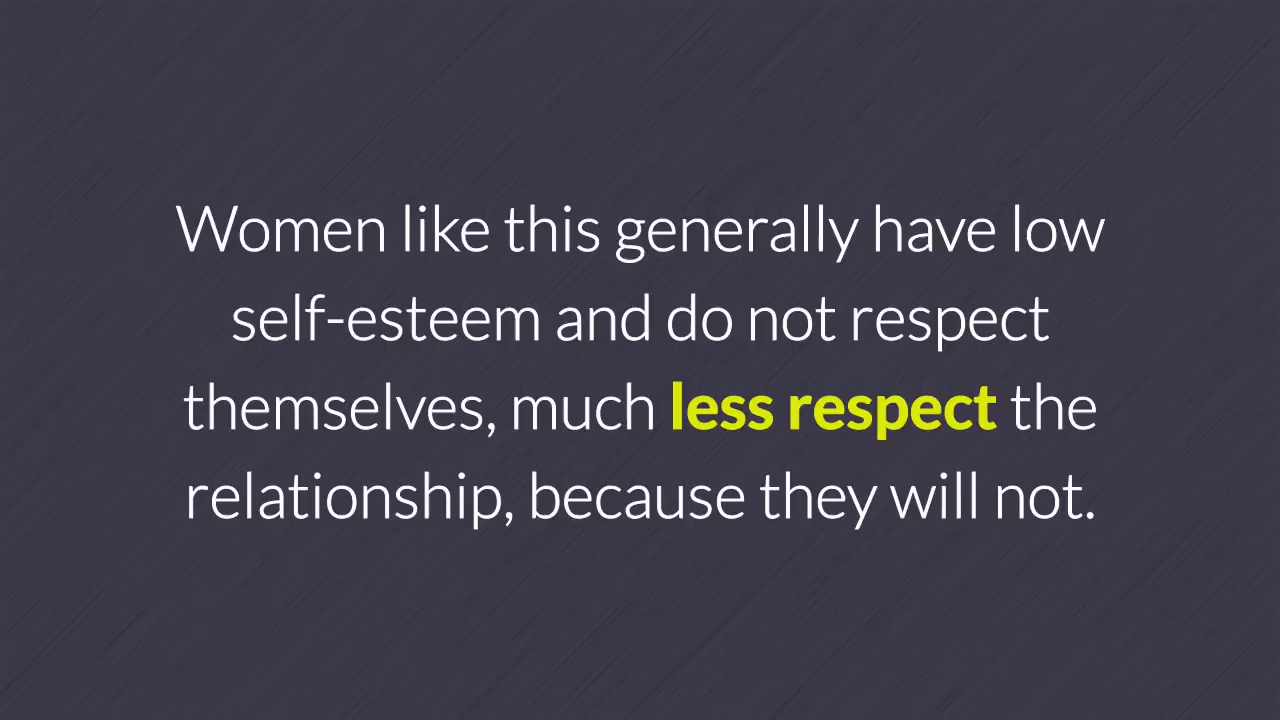 Women like this generally have low
self-esteem and do not respect
themselves, much less respect the
relationship, because they will not.